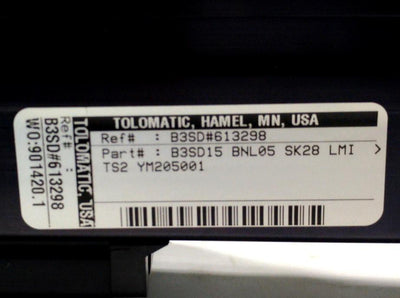 TOLOMATIC, HAMEL, MN, USA
Ref# : B3SD#613298
Part# : B3SD15 BNL05 SK28 LMI >
TS2 YM205001
TOLOMATIC, USA
Ref# :
B3SD#613298
WO:901420.1